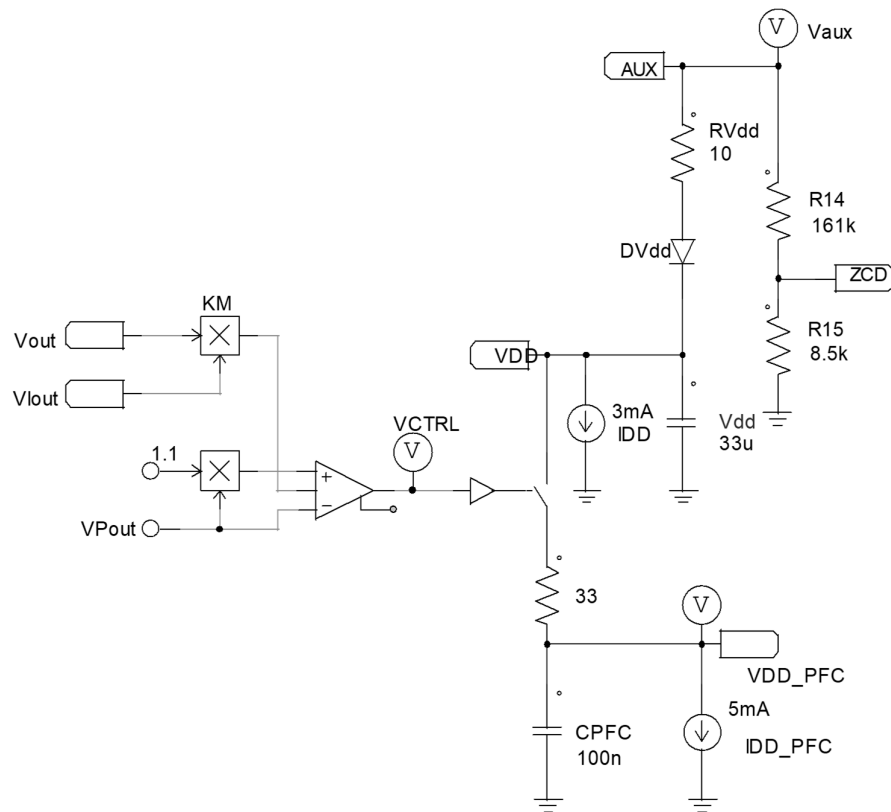 V
Vaux
AUX
RVdd
10
R14
161k
DVdd
ZCD
KM
Vout
R15
8.5k
VDD
VIout
3mA
IDD
Vdd
33u
VCTRL
V
1.1
+
−
VPout
33
V
VDD_PFC
5mA
CPFC
100n
IDD_PFC